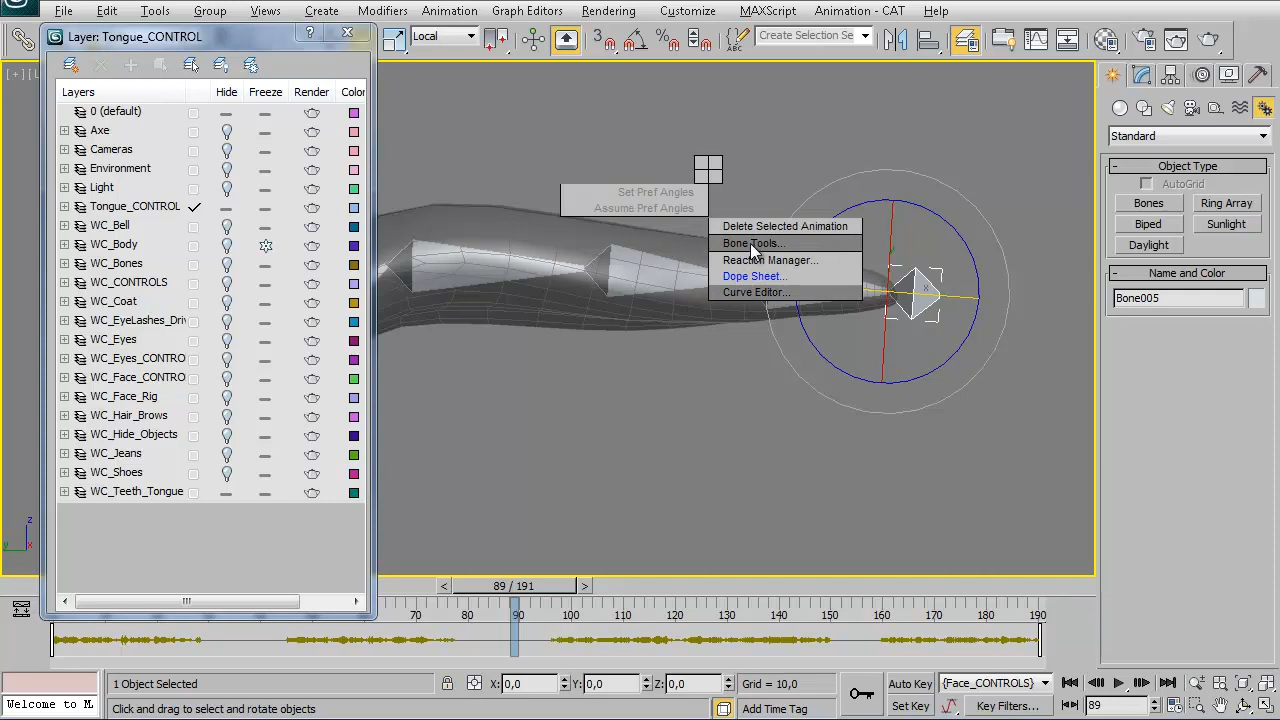 File Edit Tools Group Views Create Modifiers Animation Graph Editors Rendering Customize MAXScript Animation - CAT Help
Layer: Tongue_CONTROL
Local
Create Selection Se
Layers Hide Freeze Render Color
0 (default)
Axe
Cameras
Environment
Light
Tongue_CONTROL
WC_Bell
WC_Body
WC_Bones
WC_CONTROLS
WC_Coat
WC_EyeLashes_Dri
WC_Eyes
WC_Eyes_CONTRO
WC_Face_CONTRO
WC_Face_Rig
WC_Hair_Brows
WC_Hide_Objects
WC_Jeans
WC_Shoes
WC_Teeth_Tongue
Set Pref Angles
Assume Pref Angles
Delete Selected Animation
Bone Tools...
Reaction Manager...
Dope Sheet...
Curve Editor...
x
z
y x
Standard
- Object Type
AutoGrid
Bones Ring Array
Biped Sunlight
Daylight
- Name and Color
Bone005
< 89 / 191 >
70 80 90 100 110 120 130 140 150 160 170 180 190
1 Object Selected X: 0,0 Y: 0,0 Z: 0,0 Grid = 10,0 Auto Key {Face_CONTROLS}
Welcome to M Click and drag to select and rotate objects Add Time Tag Set Key Key Filters... 89